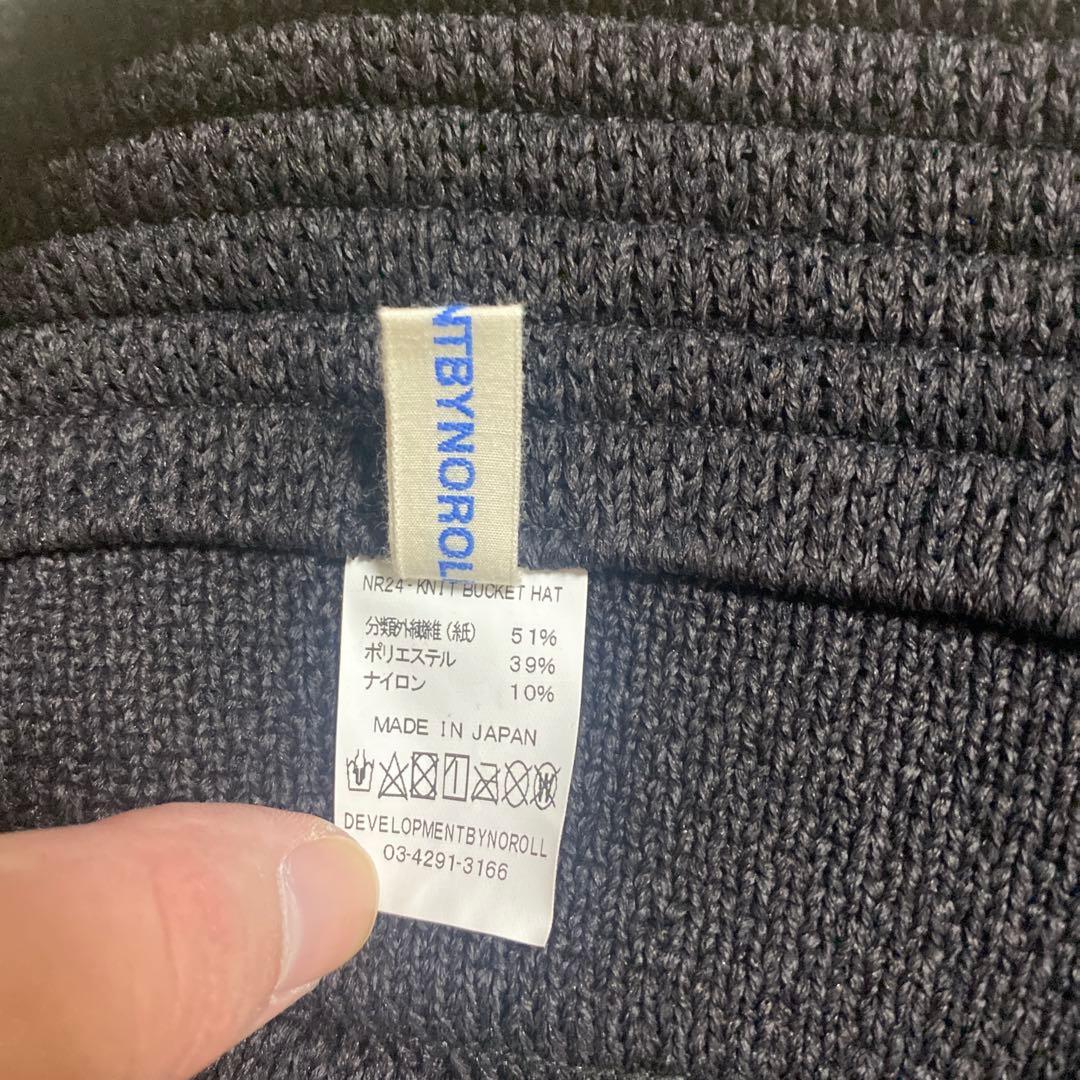 NTBYNOROLL
NR24-KNIT BUCKET HAT
分類外繊維(紙) 51%
ポリエステル 39%
ナイロン 10%
MADE IN JAPAN
DEVELOPMENTBYNOROLL
03-4291-3166